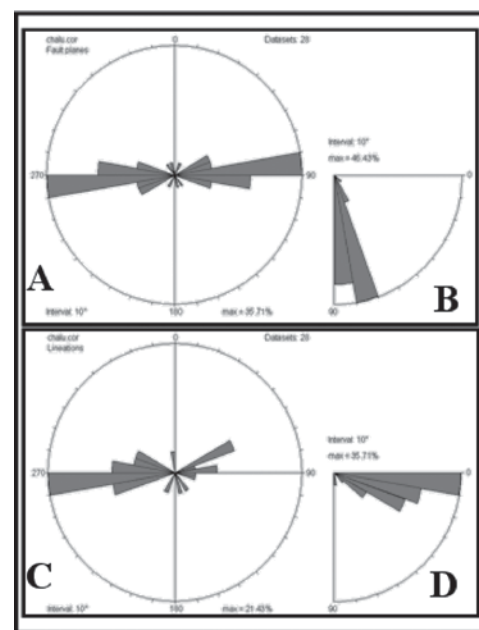 0
chalu.cor
Fault planes
Datasets: 28
Interval: 10°
max = 46.43%
270
90
0
A
B
90
Interval: 10°
180
max = 35.71%
0
chalu.cor
Lineations
Datasets: 28
Interval: 10°
max = 35.71%
270
90
0
C
D
90
Interval: 10°
180
max = 21.43%